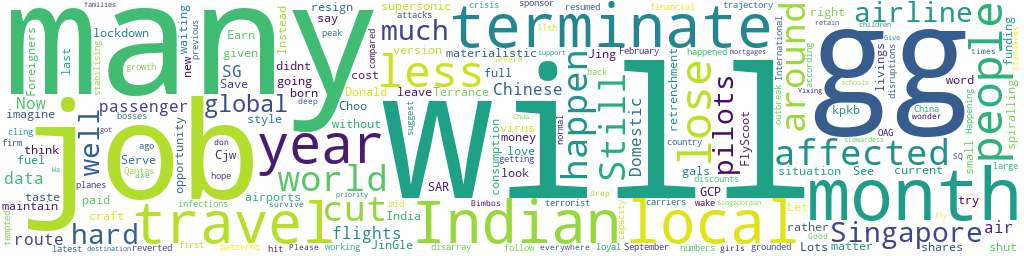 many
will
job
gg
terminate
Indian
local
month
travel
year
less
people
Singapore
lose
world
happen
around
Still
cut
hard
much
airline
affected
pilots
global
well
flights
route
data
air
passenger
SG
Chinese
Domestic
Now
situation
given
resign
say
supersonic
crisis
sponsor
resumed
trajectory
families
attacks
peak
financial
11th
retain
lockdown
waiting
Instead
didnt
version
materialistic
Jing
February
right
funding
Foreigners
last
stabilising
growth
new
previous
Earn
Save
going
born
compared
Severe
full
cost
Donald
leave
Terrance
back
support
mortgages
happened
according
children
Give
times
spiralling
sudden
livings
disruptions
International
outbreak
schools
imagine
bosses
opportunity
style
without
deep
Choo
virus
money
Chua
normal
suggest
word
Yixing
China
wonder
kpkb
Happening
small
think
cling
firm
fuel
ago
Serve
Cjw
look
love
getting
consumption
retrenchment
country
FlyScoot
OAG
stewardess
See
current
SQ
try
large
taste
maintain
tempted
planes
Qantas
axe
paid
craft
got
don
hope
airports
survive
priority
SAR
India
Bimbos
terrorist
drop
capacity
carriers
gals
GCP
wake
discounts
Singaporean
Let
rather
Good
fly
Lots
matter
shares
shut
latest
destination
reverted
infections
first
patterns
hit
Please
mid
working
JinGle
disarray
follow
everywhere
loyal
September
numbers
girls
grounded